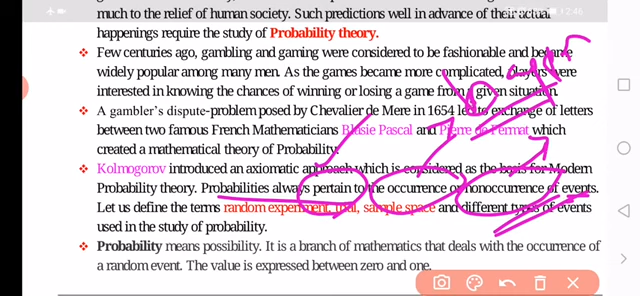 much to the relief of human society. Such predictions well in advance of their actual
happenings require the study of Probability theory.
Few centuries ago, gambling and gaming were considered to be fashionable and became
widely popular among many men. As the games became more complicated, players were
interested in knowing the chances of winning or losing a game from a given situation.
A gambler's dispute-problem posed by Chevalier de Mere in 1654 led to exchange of letters
between two famous French Mathematicians Blasie Pascal and Pierre de Fermat which
created a mathematical theory of Probability.
Kolmogorov introduced an axiomatic approach which is considered as the basis for Modern
Probability theory. Probabilities always pertain to the occurrence or nonoccurrence of events.
Let us define the terms random experiment, trial, sample space and different types of events
used in the study of probability.
Probability means possibility. It is a branch of mathematics that deals with the occurrence of
a random event. The value is expressed between zero and one.